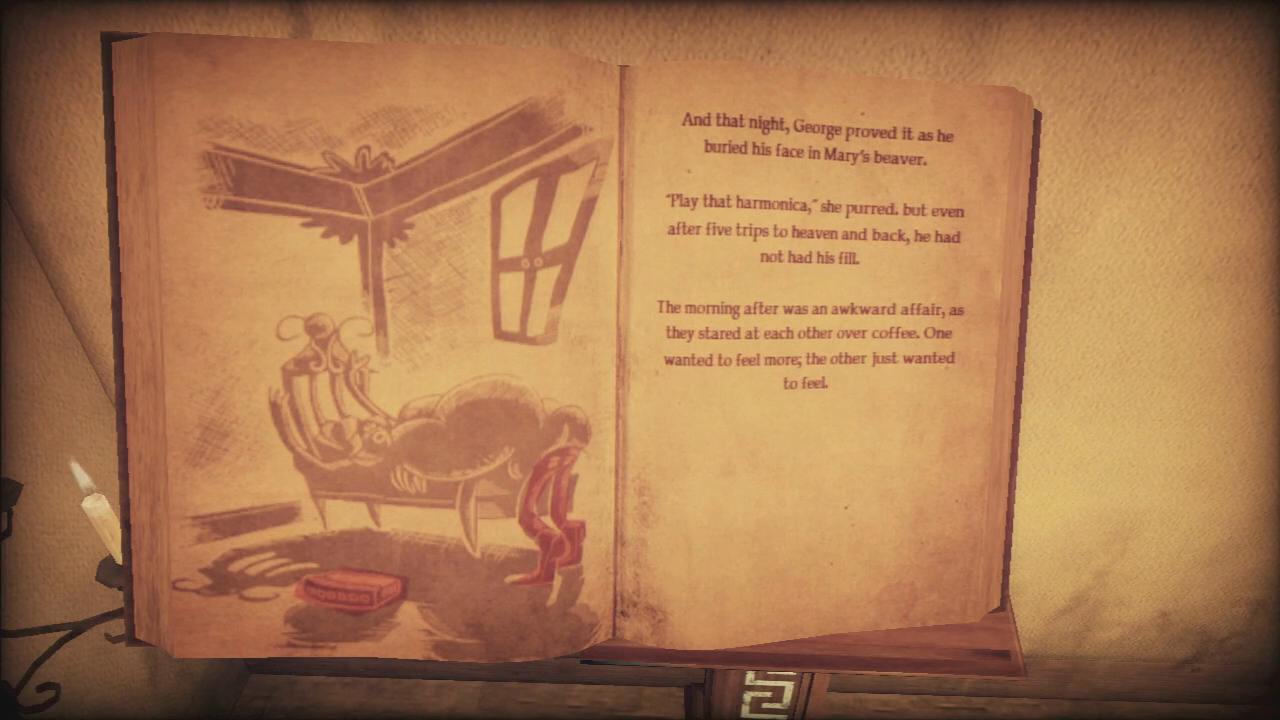 And that night, George proved it as he
buried his face in Mary's beaver.
"Play that harmonica," she purred. but even
after five trips to heaven and back, he had
not had his fill.
The morning after was an awkward affair, as
they stared at each other over coffee. One
wanted to feel more; the other just wanted
to feel.